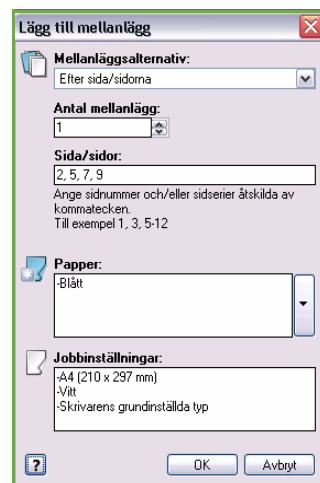 Lägg till mellanlägg
Mellanläggsalternativ:
Efter sida/sidorna
Antal mellanlägg:
1
Sida/sidor:
2, 5, 7, 9
Ange sidnummer och/eller sidserier åtskilda av
kommatecken.
Till exempel 1, 3, 5-12
Papper:
-Blått
Jobbinställningar:
-A4 (210 x 297 mm)
-Vitt
-Skrivarens grundinställda typ
?
OK
Avbryt